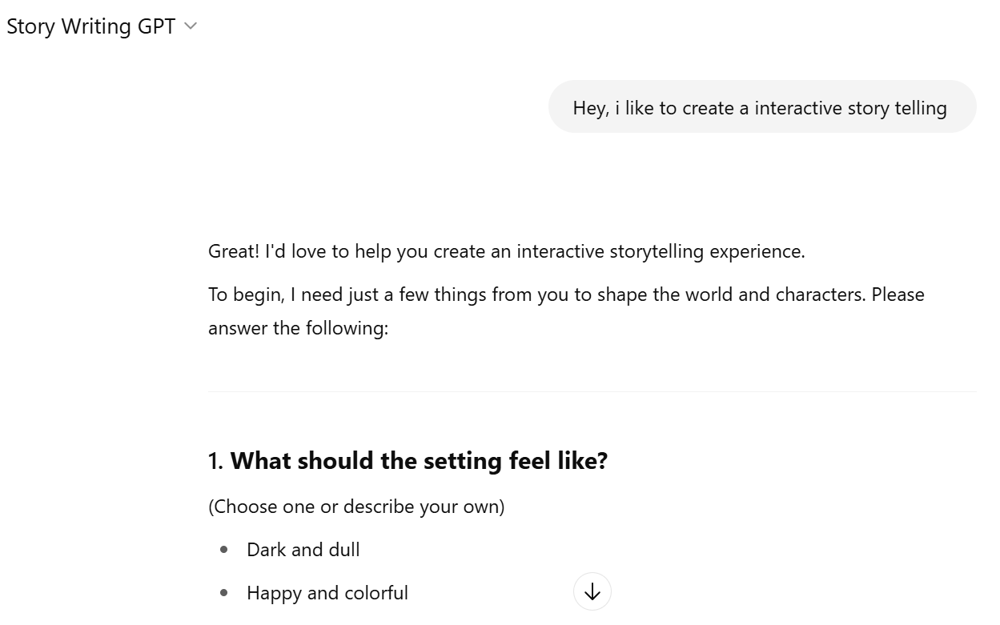 Story Writing GPT
Hey, i like to create a interactive story telling
Great! I'd love to help you create an interactive storytelling experience.
To begin, I need just a few things from you to shape the world and characters. Please
answer the following:
1. What should the setting feel like?
(Choose one or describe your own)
• Dark and dull
• Happy and colorful